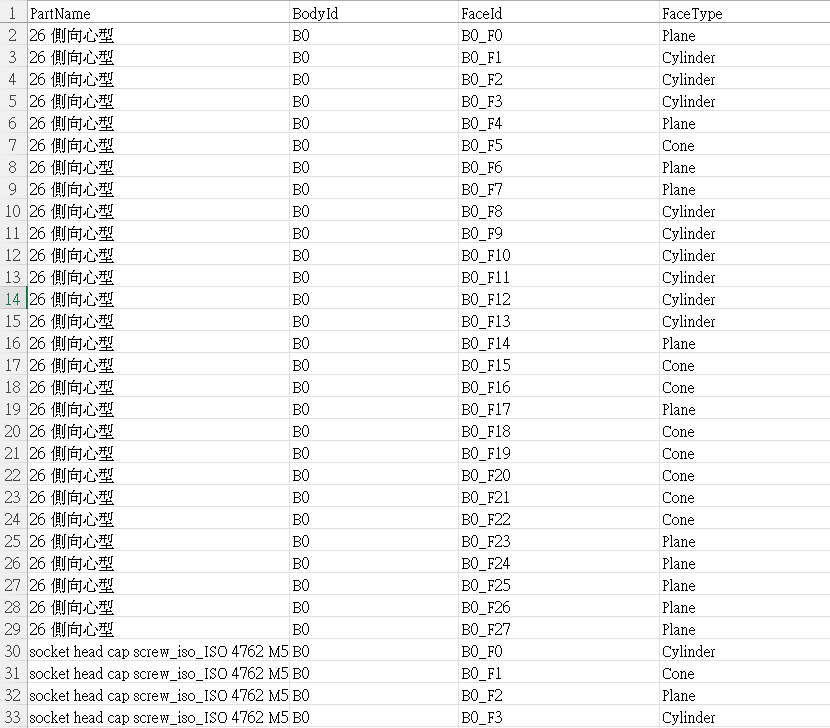 1 PartName BodyId FaceId FaceType
2 26 側向心型 B0 B0_F0 Plane
3 26 側向心型 B0 B0_F1 Cylinder
4 26 側向心型 B0 B0_F2 Cylinder
5 26 側向心型 B0 B0_F3 Cylinder
6 26 側向心型 B0 B0_F4 Plane
7 26 側向心型 B0 B0_F5 Cone
8 26 側向心型 B0 B0_F6 Plane
9 26 側向心型 B0 B0_F7 Plane
10 26 側向心型 B0 B0_F8 Cylinder
11 26 側向心型 B0 B0_F9 Cylinder
12 26 側向心型 B0 B0_F10 Cylinder
13 26 側向心型 B0 B0_F11 Cylinder
14 26 側向心型 B0 B0_F12 Cylinder
15 26 側向心型 B0 B0_F13 Cylinder
16 26 側向心型 B0 B0_F14 Plane
17 26 側向心型 B0 B0_F15 Cone
18 26 側向心型 B0 B0_F16 Cone
19 26 側向心型 B0 B0_F17 Plane
20 26 側向心型 B0 B0_F18 Cone
21 26 側向心型 B0 B0_F19 Cone
22 26 側向心型 B0 B0_F20 Cone
23 26 側向心型 B0 B0_F21 Cone
24 26 側向心型 B0 B0_F22 Cone
25 26 側向心型 B0 B0_F23 Plane
26 26 側向心型 B0 B0_F24 Plane
27 26 側向心型 B0 B0_F25 Plane
28 26 側向心型 B0 B0_F26 Plane
29 26 側向心型 B0 B0_F27 Plane
30 socket head cap screw_iso_ISO 4762 M5 B0 B0_F0 Cylinder
31 socket head cap screw_iso_ISO 4762 M5 B0 B0_F1 Cone
32 socket head cap screw_iso_ISO 4762 M5 B0 B0_F2 Plane
33 socket head cap screw_iso_ISO 4762 M5 B0 B0_F3 Cylinder